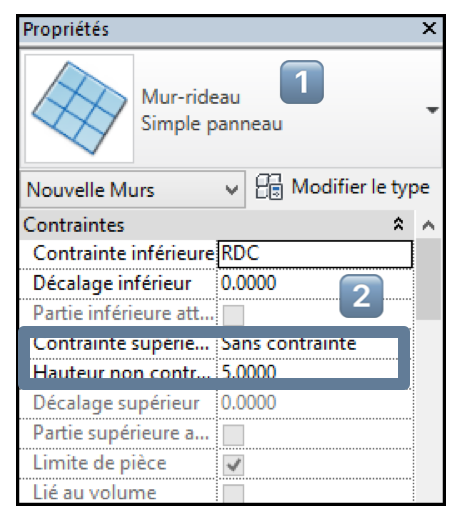 Propriétés X
1
Mur-rideau
Simple panneau
Nouvelle Murs Modifier le type
Contraintes
Contrainte inférieure RDC
Décalage inférieur 0.0000
2
Partie inférieure att...
Contrainte supérie... Sans contrainte
Hauteur non contr... 5.0000
Décalage supérieur 0.0000
Partie supérieure a...
Limite de pièce
Lié au volume